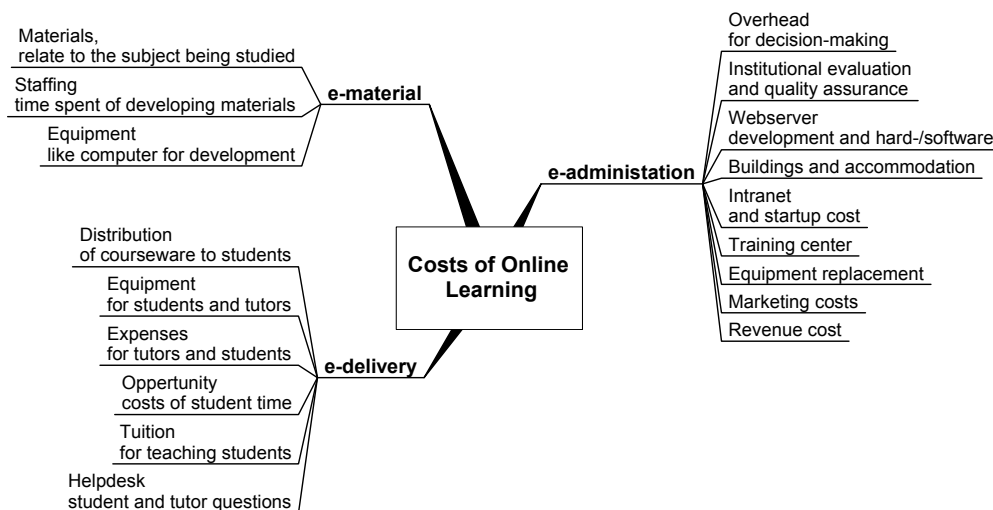 Materials,
relate to the subject being studied
Staffing
time spent of developing materials
Equipment
like computer for development
e-material
Distribution
of courseware to students
Equipment
for students and tutors
Expenses
for tutors and students
Oppertunity
costs of student time
Tuition
for teaching students
Helpdesk
student and tutor questions
e-delivery
Costs of Online
Learning
e-administation
Overhead
for decision-making
Institutional evaluation
and quality assurance
Webserver
development and hard-/software
Buildings and accommodation
Intranet
and startup cost
Training center
Equipment replacement
Marketing costs
Revenue cost